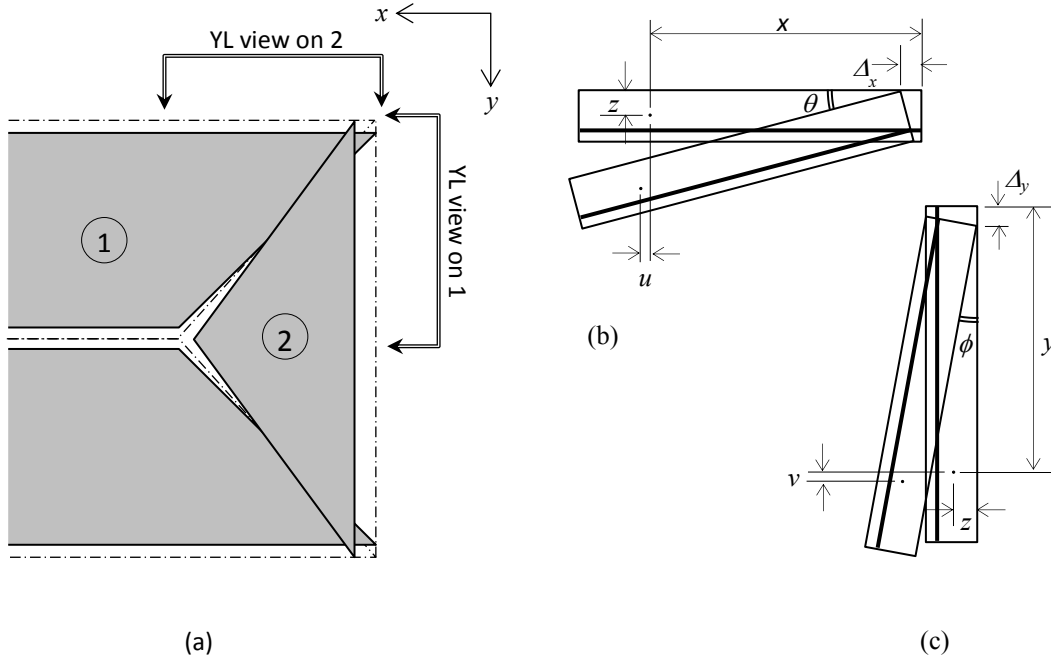 x
y
YL view on 2
YL view on 1
1
2
(a)
x
Δx
z
θ
u
(b)
Δy
y
ϕ
v
z
(c)